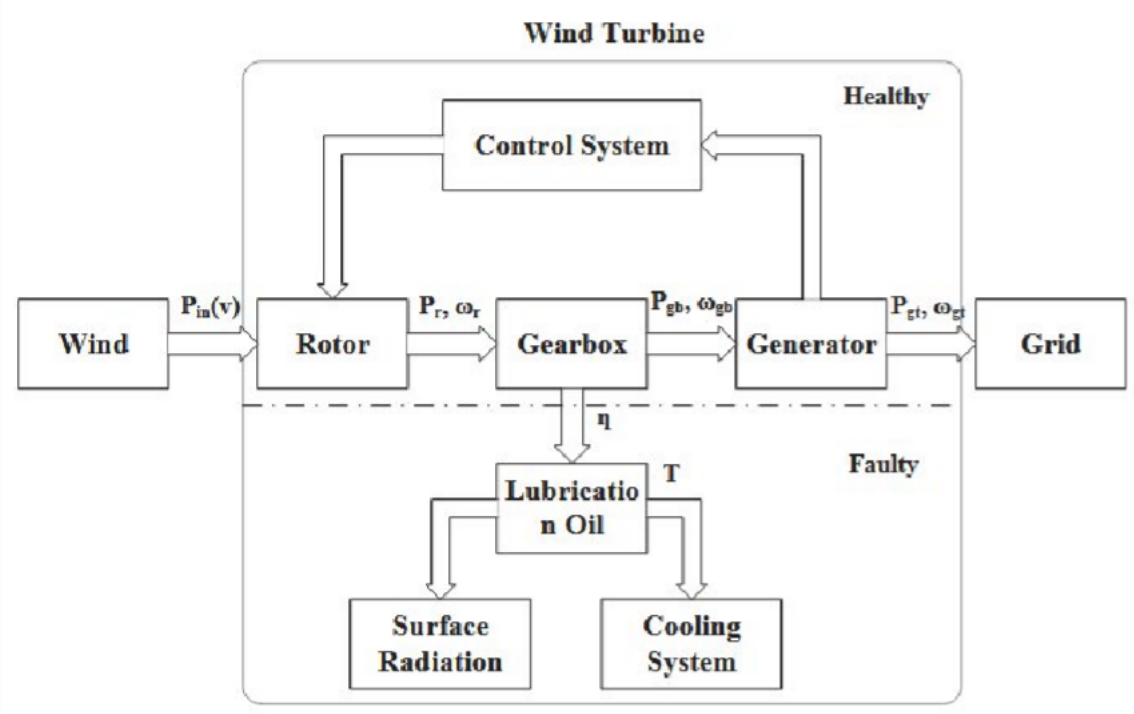 Wind Turbine
Healthy
Control System
Pin(v)
Pr, ωr
Pgb, ωgb
Pgt, ωgt
Wind
Rotor
Gearbox
Generator
Grid
η
Faulty
T
Lubricatio
n Oil
Surface
Radiation
Cooling
System